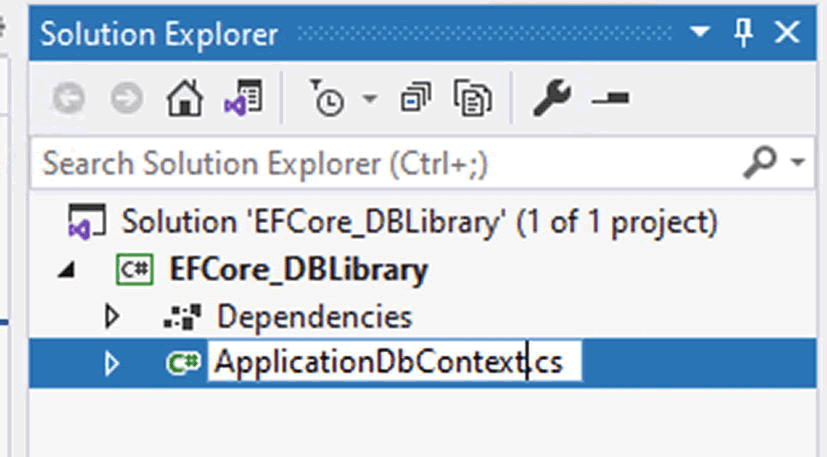 Solution Explorer
Search Solution Explorer (Ctrl+;)
Solution 'EFCore_DBLibrary' (1 of 1 project)
C# EFCore_DBLibrary
Dependencies
C# ApplicationDbContext.cs